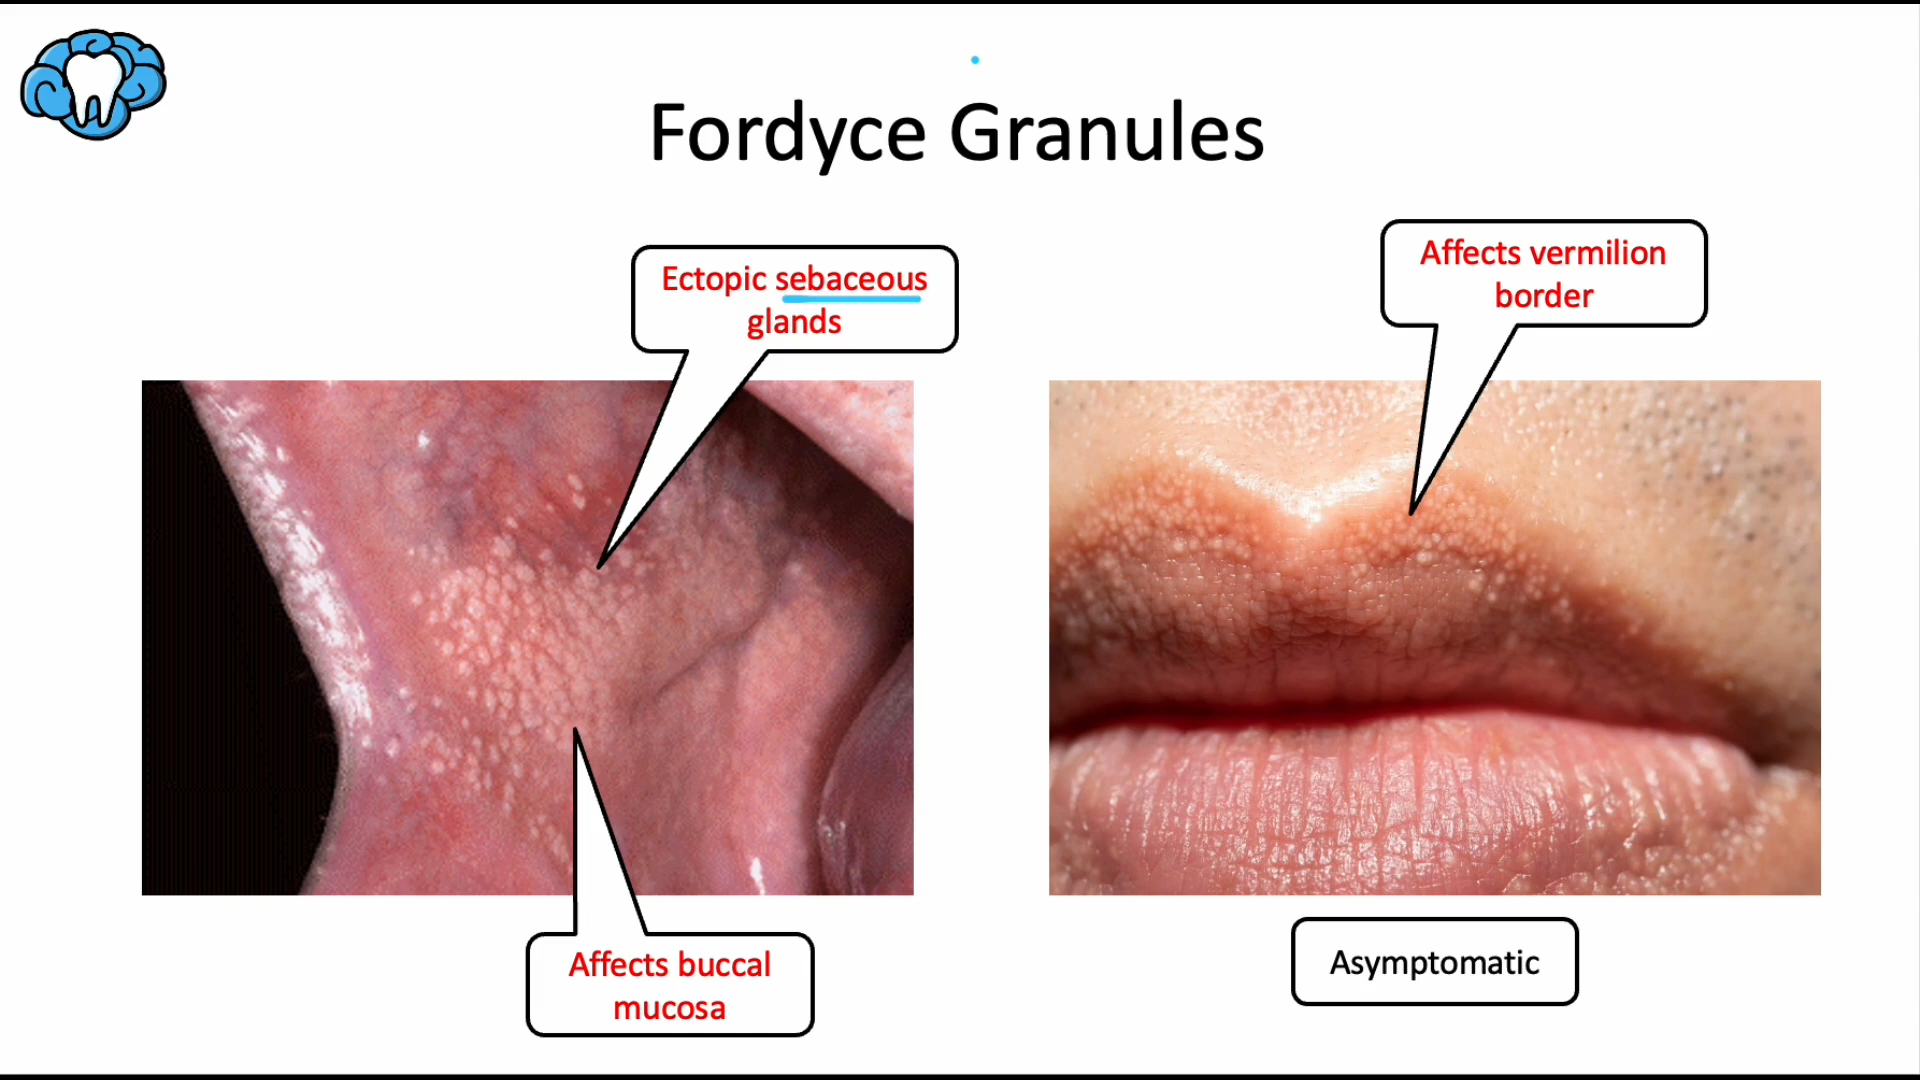 Fordyce Granules
Ectopic sebaceous
glands
Affects vermilion
border
Affects buccal
mucosa
Asymptomatic